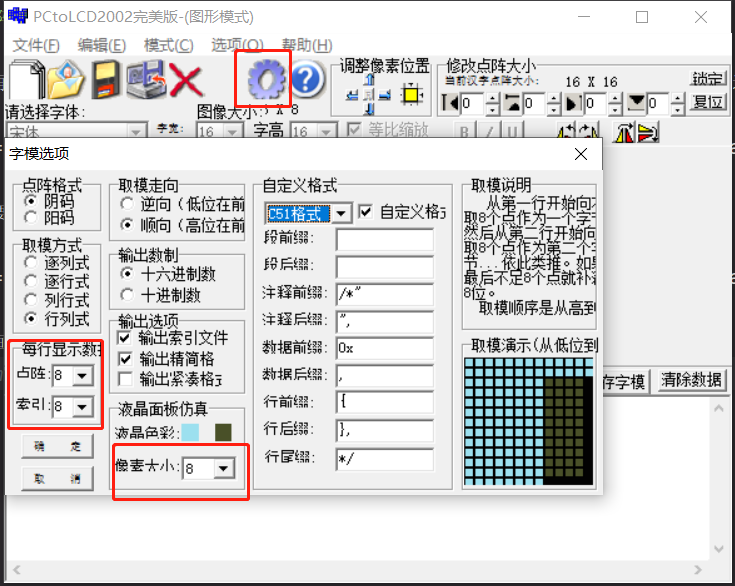 PCtoLCD2002完美版-(图形模式)
文件(F) 编辑(E) 模式(C) 选项(O) 帮助(H)
调整像素位置
修改点阵大小
当前汉字点阵大小: 16 X 16
锁定
0 0 0 0 复位
请选择字体: 图像大小: X 8
宋体 字宽: 16 字高 16 等比缩放 B / U
字模选项
点阵格式
阴码
阳码
取模方式
逐列式
逐行式
列行式
行列式
每行显示数据
点阵: 8
索引: 8
确 定
取 消
取模走向
逆向(低位在前
顺向(高位在前
输出数制
十六进制数
十进制数
输出选项
输出索引文件
输出精简格
输出紧凑格式
液晶面板仿真
液晶色彩:
像素大小: 8
自定义格式
C51格式 自定义格式
段前缀:
段后缀:
注释前缀: /*"
注释后缀: ",
数据前缀: 0x
数据后缀: ,
行前缀: {
行后缀: },
行尾缀: */
取模说明
从第一行开始向
取8个点作为一个字
然后从第二行开始向
取8个点作为第二个字
节...依此类推。如果
最后不足8个点就补
8位。
取模顺序是从高到
取模演示(从低位到
存字模 清除数据